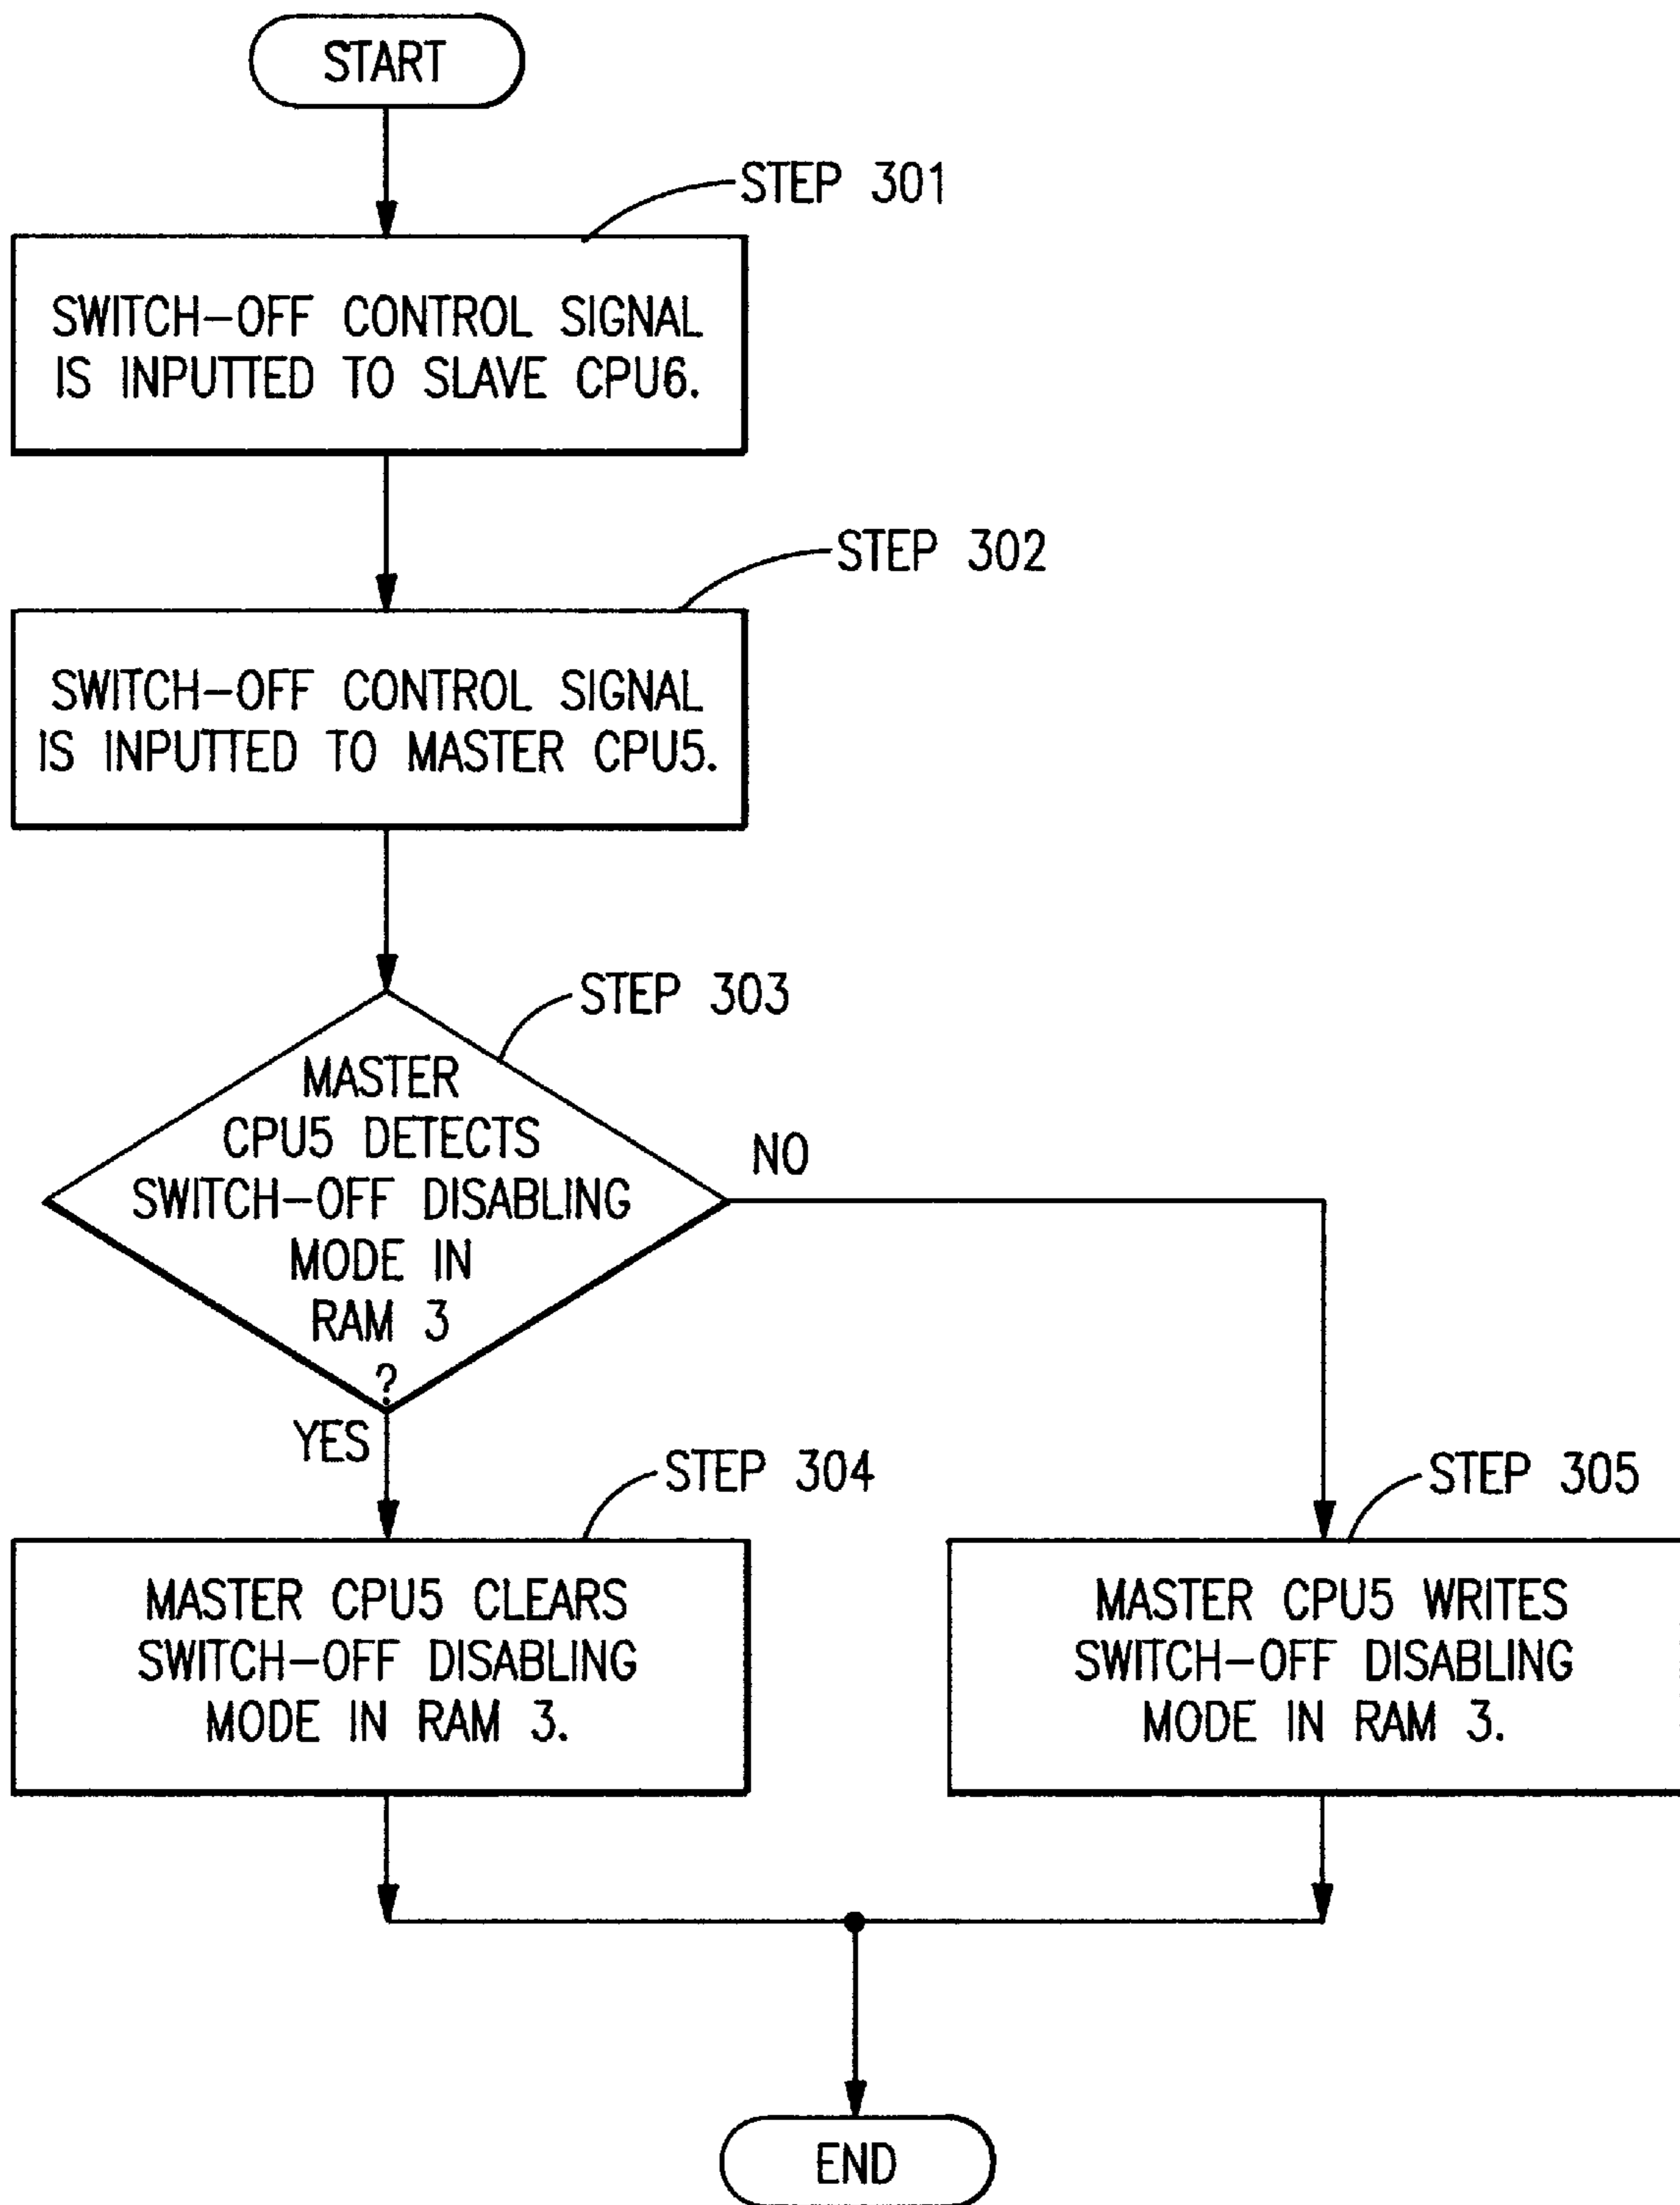 START
STEP 301
SWITCH-OFF CONTROL SIGNAL
IS INPUTTED TO SLAVE CPU6.
STEP 302
SWITCH-OFF CONTROL SIGNAL
IS INPUTTED TO MASTER CPU5.
STEP 303
MASTER
CPU5 DETECTS
SWITCH-OFF DISABLING
MODE IN
RAM 3
?
NO
YES
STEP 304
MASTER CPU5 CLEARS
SWITCH-OFF DISABLING
MODE IN RAM 3.
STEP 305
MASTER CPU5 WRITES
SWITCH-OFF DISABLING
MODE IN RAM 3.
END